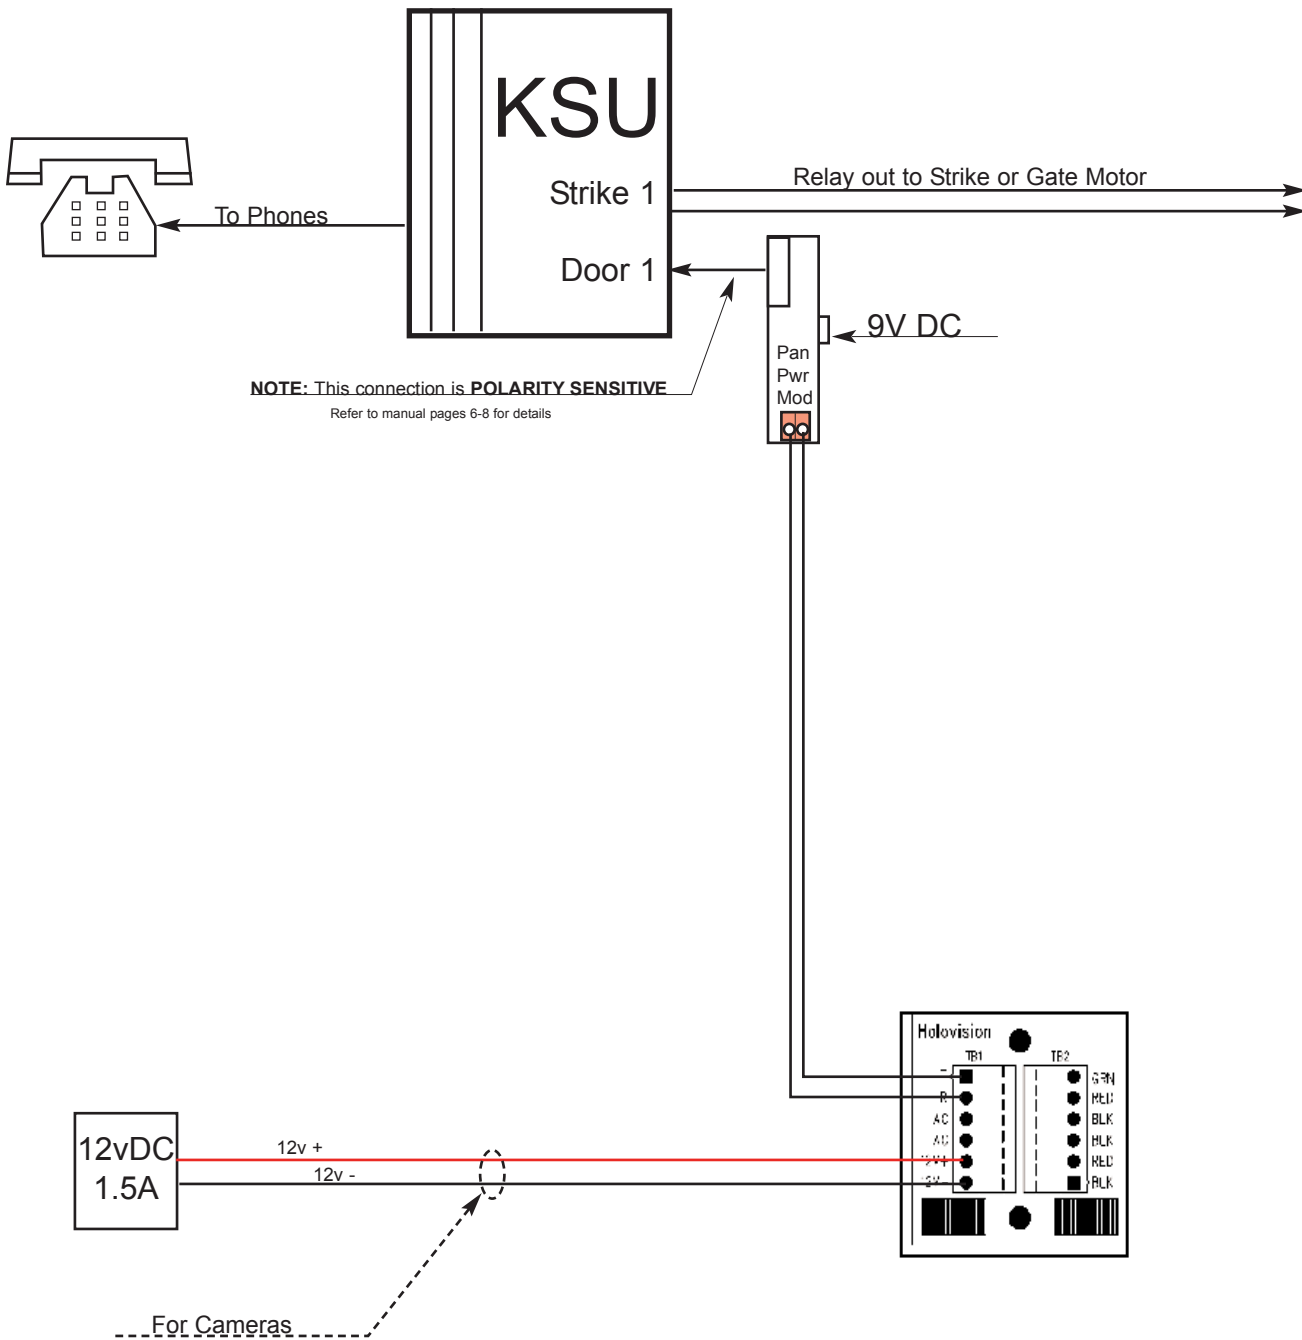 KSU
Strike 1
Relay out to Strike or Gate Motor
To Phones
Door 1
9V DC
Pan
Pwr
Mod
NOTE: This connection is POLARITY SENSITIVE
Refer to manual pages 6-8 for details
Holovision
TB1
TB2
GRN
R
RED
AC
BLK
AC
BLK
12vDC
1.5A
12v +
12V+
RED
12v -
12V-
BLK
For Cameras